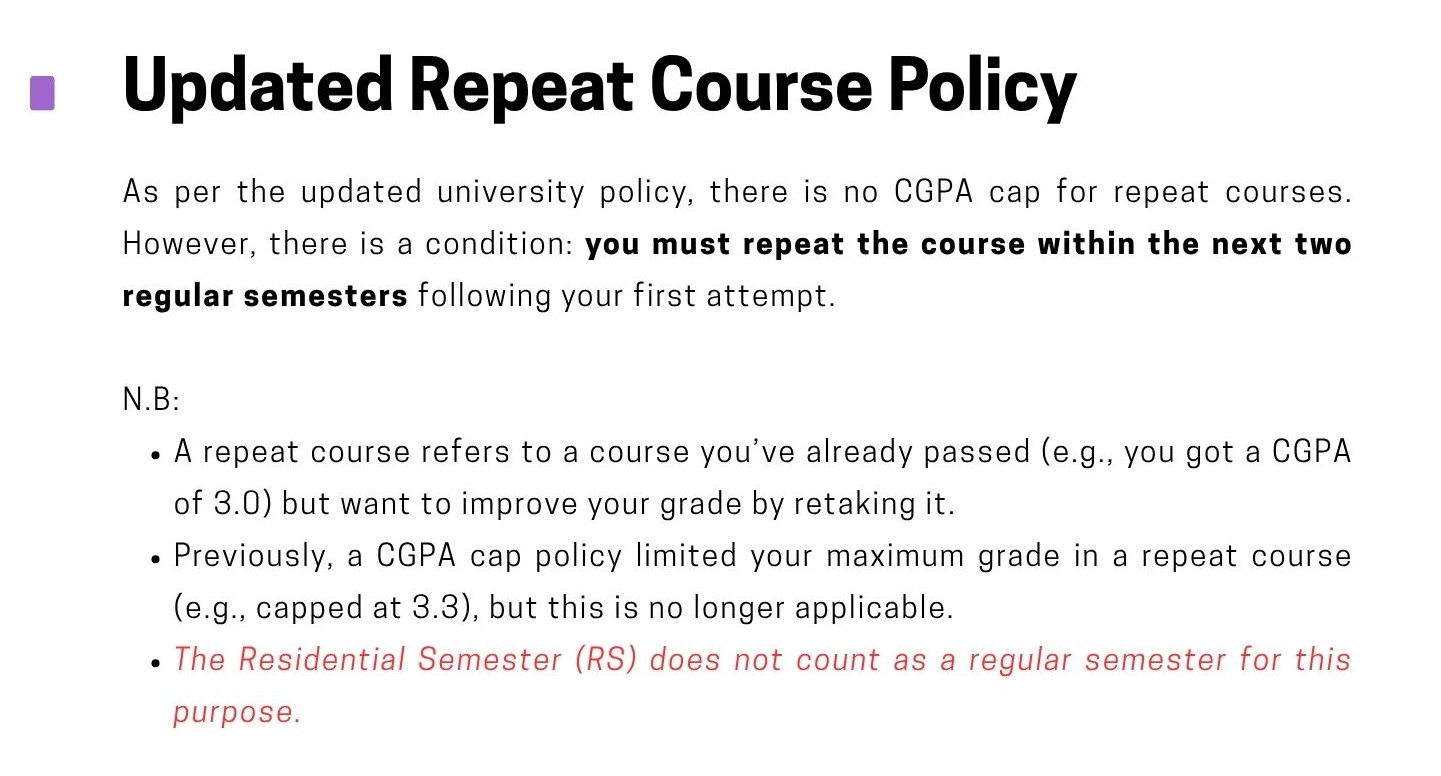 Updated Repeat Course Policy
As per the updated university policy, there is no CGPA cap for repeat courses.
However, there is a condition: you must repeat the course within the next two
regular semesters following your first attempt.
N.B:
• A repeat course refers to a course you’ve already passed (e.g., you got a CGPA
of 3.0) but want to improve your grade by retaking it.
• Previously, a CGPA cap policy limited your maximum grade in a repeat course
(e.g., capped at 3.3), but this is no longer applicable.
• The Residential Semester (RS) does not count as a regular semester for this
purpose.